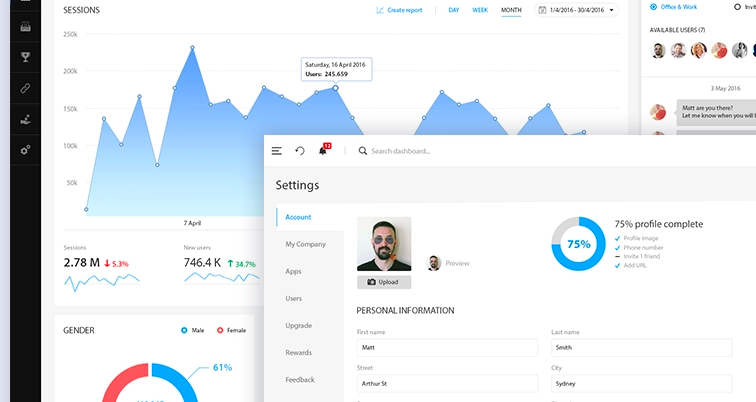 SESSIONS
Create report
DAY
WEEK
MONTH
1/4/2016 - 30/4/2016
250k
200k
150k
100k
50k
Saturday, 16 April 2016
Users: 245.659
7 April
Sessions
2.78 M 5.3%
New users
746.4 K 34.7%
GENDER
Male
Female
61%
Office & Work
AVAILABLE USERS (7)
3 May 2016
Matt are you there?
Let me know when you will
12
Search dashboard...
Settings
Account
My Company
Apps
Users
Upgrade
Rewards
Feedback
Upload
Preview
75%
75% profile complete
Profile image
Phone number
Invite 1 friend
Add URL
PERSONAL INFORMATION
First name
Matt
Last name
Smith
Street
Arthur St
City
Sydney